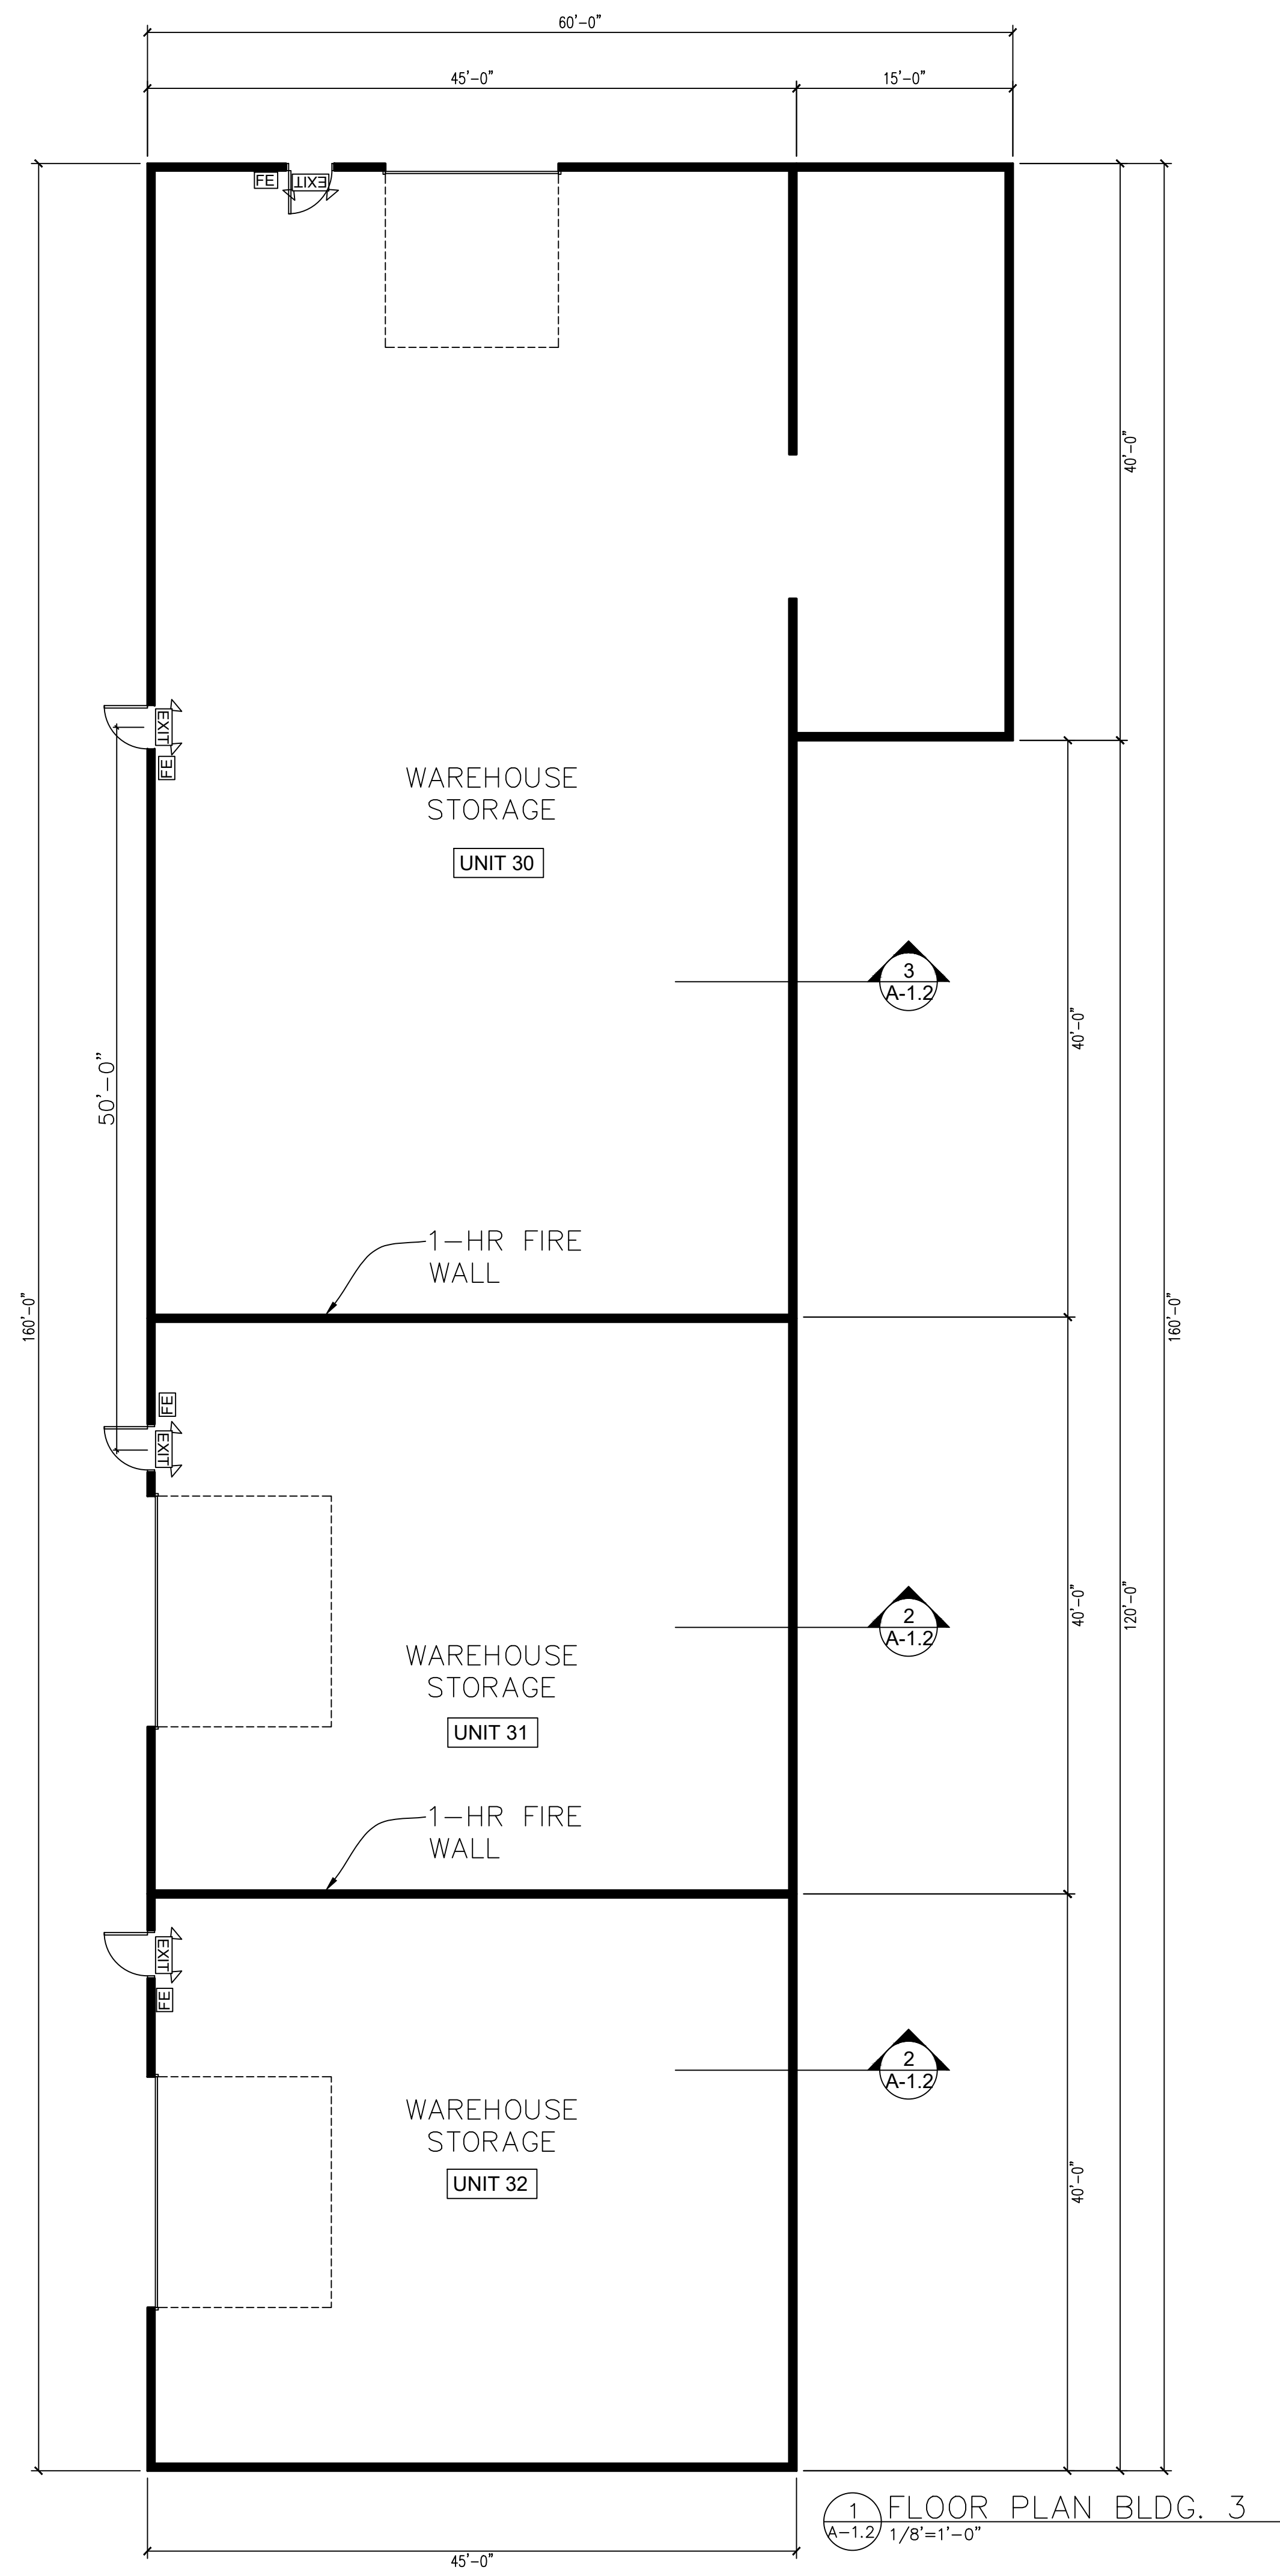 60'-0"
45'-0"
15'-0"
FE
EXIT
40'-0"
EXIT
FE
WAREHOUSE
STORAGE
UNIT 30
3
A-1.2
40'-0"
50'-0"
1-HR FIRE
WALL
160'-0"
160'-0"
FE
EXIT
2
A-1.2
40'-0"
120'-0"
WAREHOUSE
STORAGE
UNIT 31
1-HR FIRE
WALL
EXIT
FE
2
A-1.2
WAREHOUSE
STORAGE
UNIT 32
40'-0"
1
A-1.2
FLOOR PLAN BLDG. 3
1/8'=1'-0"
45'-0"